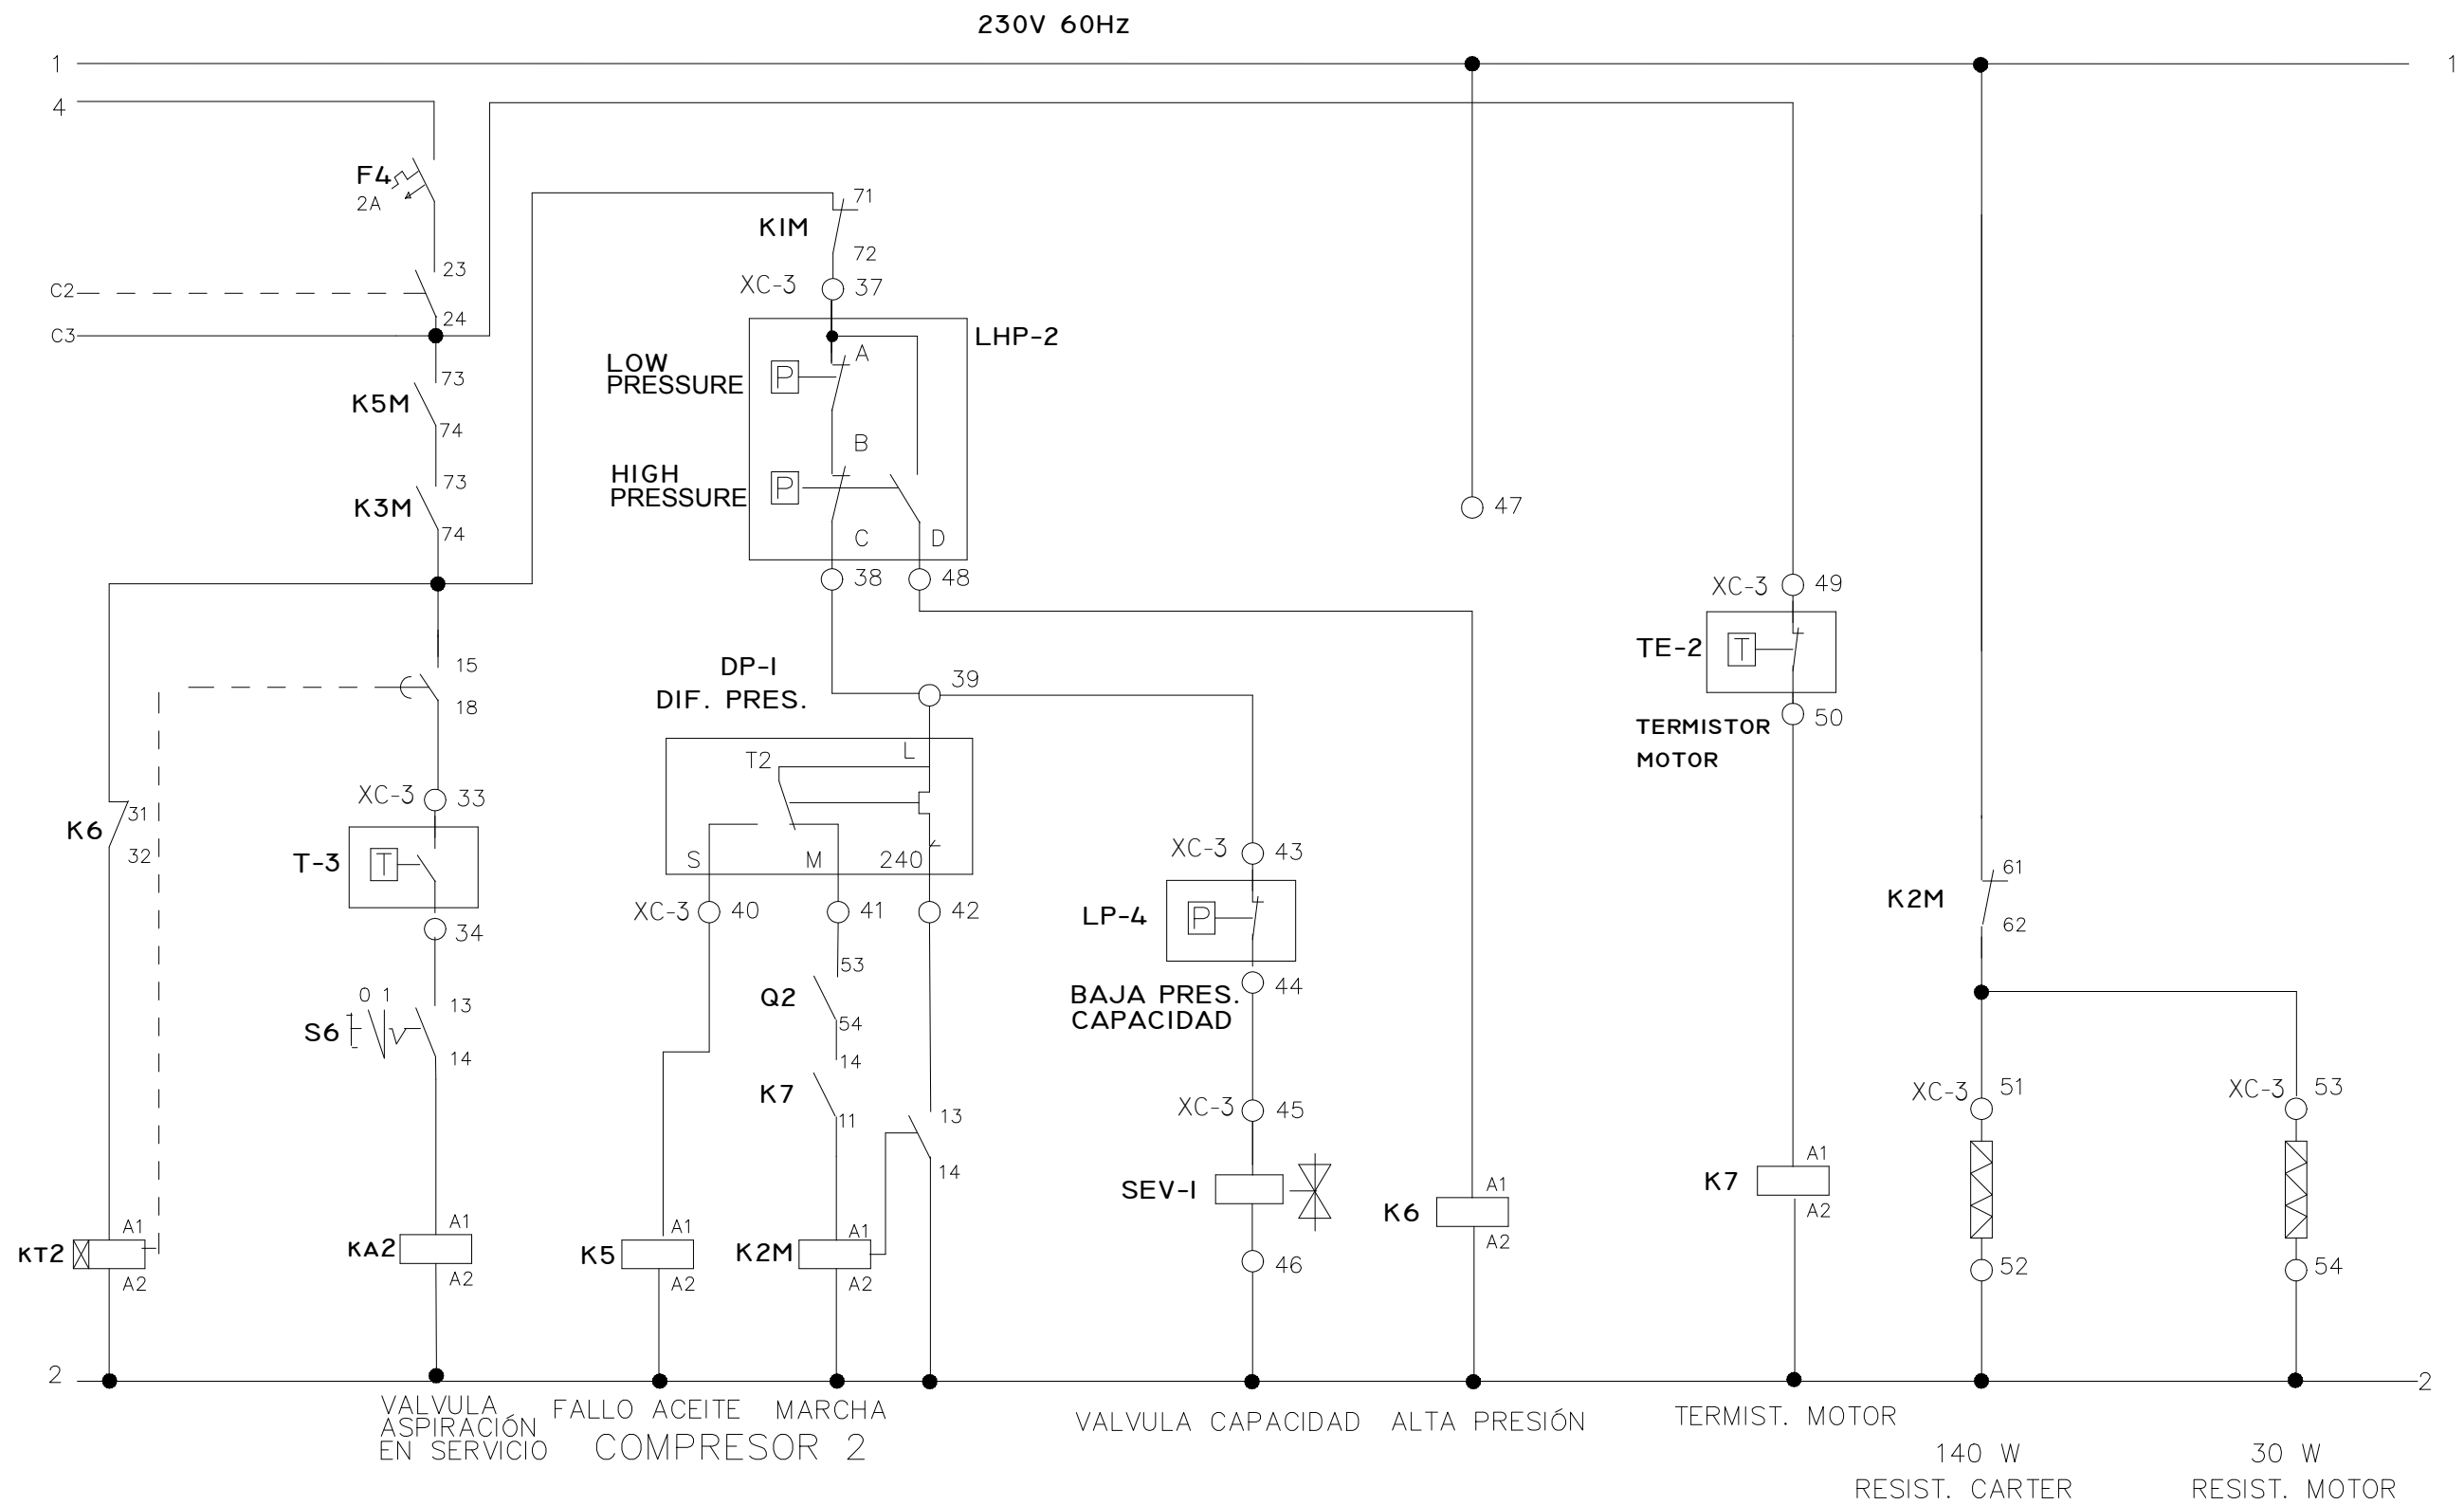 230V 60Hz
1
1
4
F4
2A
71
K1M
72
23
C2
XC-3
37
24
C3
LHP-2
A
LOW
PRESSURE
P
73
K5M
74
B
HIGH
PRESSURE
P
73
K3M
74
47
C
D
38
48
XC-3
49
TE-2
T
15
18
DP-1
DIF. PRES.
39
50
TERMISTOR
MOTOR
T2
L
XC-3
33
31
K6
32
T-3
T
S
M
240
XC-3
43
61
K2M
62
34
XC-3
40
41
42
LP-4
P
44
BAJA PRES.
CAPACIDAD
53
Q2
54
0 1
13
S6
14
14
K7
11
13
14
XC-3
45
XC-3
51
XC-3
53
SEV-1
A1
K6
A2
A1
K7
A2
A1
KT2
A2
A1
KA2
A2
A1
K5
A2
A1
K2M
A2
46
52
54
2
2
VALVULA
ASPIRACIÓN
EN SERVICIO
FALLO ACEITE
MARCHA
COMPRESOR 2
VALVULA CAPACIDAD
ALTA PRESIÓN
TERMIST. MOTOR
140 W
RESIST. CARTER
30 W
RESIST. MOTOR